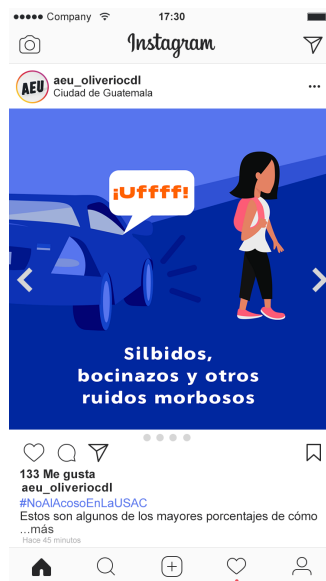 Company
17:30
Instagram
AEU
aeu_oliveriocdl
Ciudad de Guatemala
¡Uffff!
Silbidos,
bocinazos y otros
ruidos morbosos
133 Me gusta
aeu_oliveriocdl
#NoAlAcosoEnLaUSAC
Estos son algunos de los mayores porcentajes de cómo
...más
Hace 45 minutos